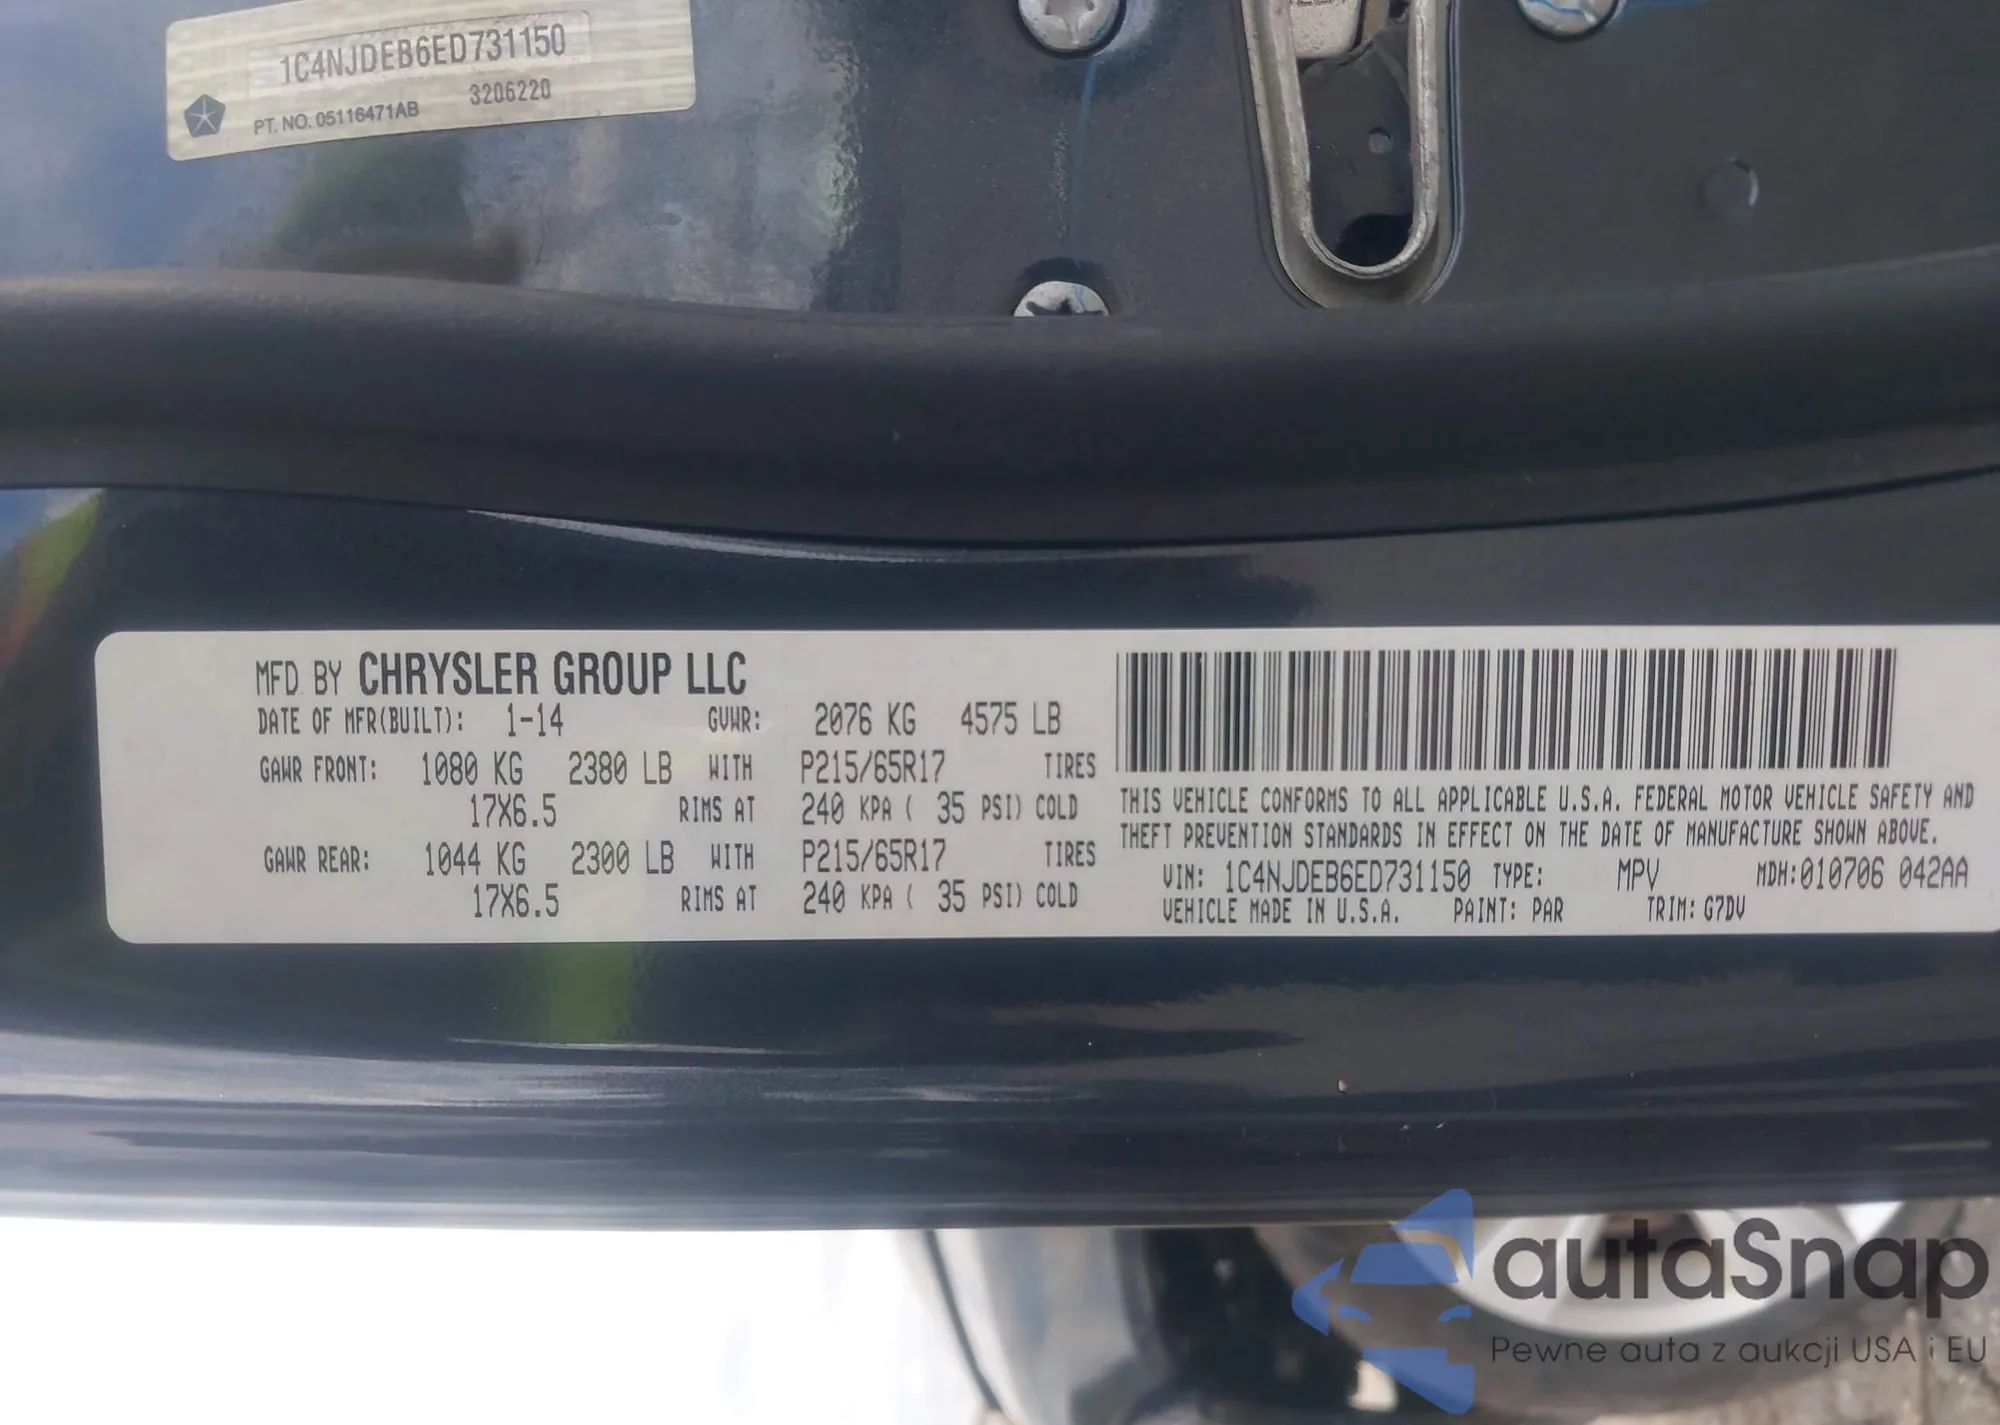 1C4NJDEB6ED731150
PT. NO. 05116471AB 3206220
MFD BY CHRYSLER GROUP LLC
DATE OF MFR(BUILT): 1-14 GVWR: 2076 KG 4575 LB
GAWR FRONT: 1080 KG 2380 LB WITH P215/65R17 TIRES
17X6.5 RIMS AT 240 KPA ( 35 PSI) COLD
GAWR REAR: 1044 KG 2300 LB WITH P215/65R17 TIRES
17X6.5 RIMS AT 240 KPA ( 35 PSI) COLD
THIS VEHICLE CONFORMS TO ALL APPLICABLE U.S.A. FEDERAL MOTOR VEHICLE SAFETY AND
THEFT PREVENTION STANDARDS IN EFFECT ON THE DATE OF MANUFACTURE SHOWN ABOVE.
VIN: 1C4NJDEB6ED731150 TYPE: MPV MDH:010706 042AA
VEHICLE MADE IN U.S.A. PAINT: PAR TRIM: G7DV
autaSnap
Pewne auta z aukcji USA i EU